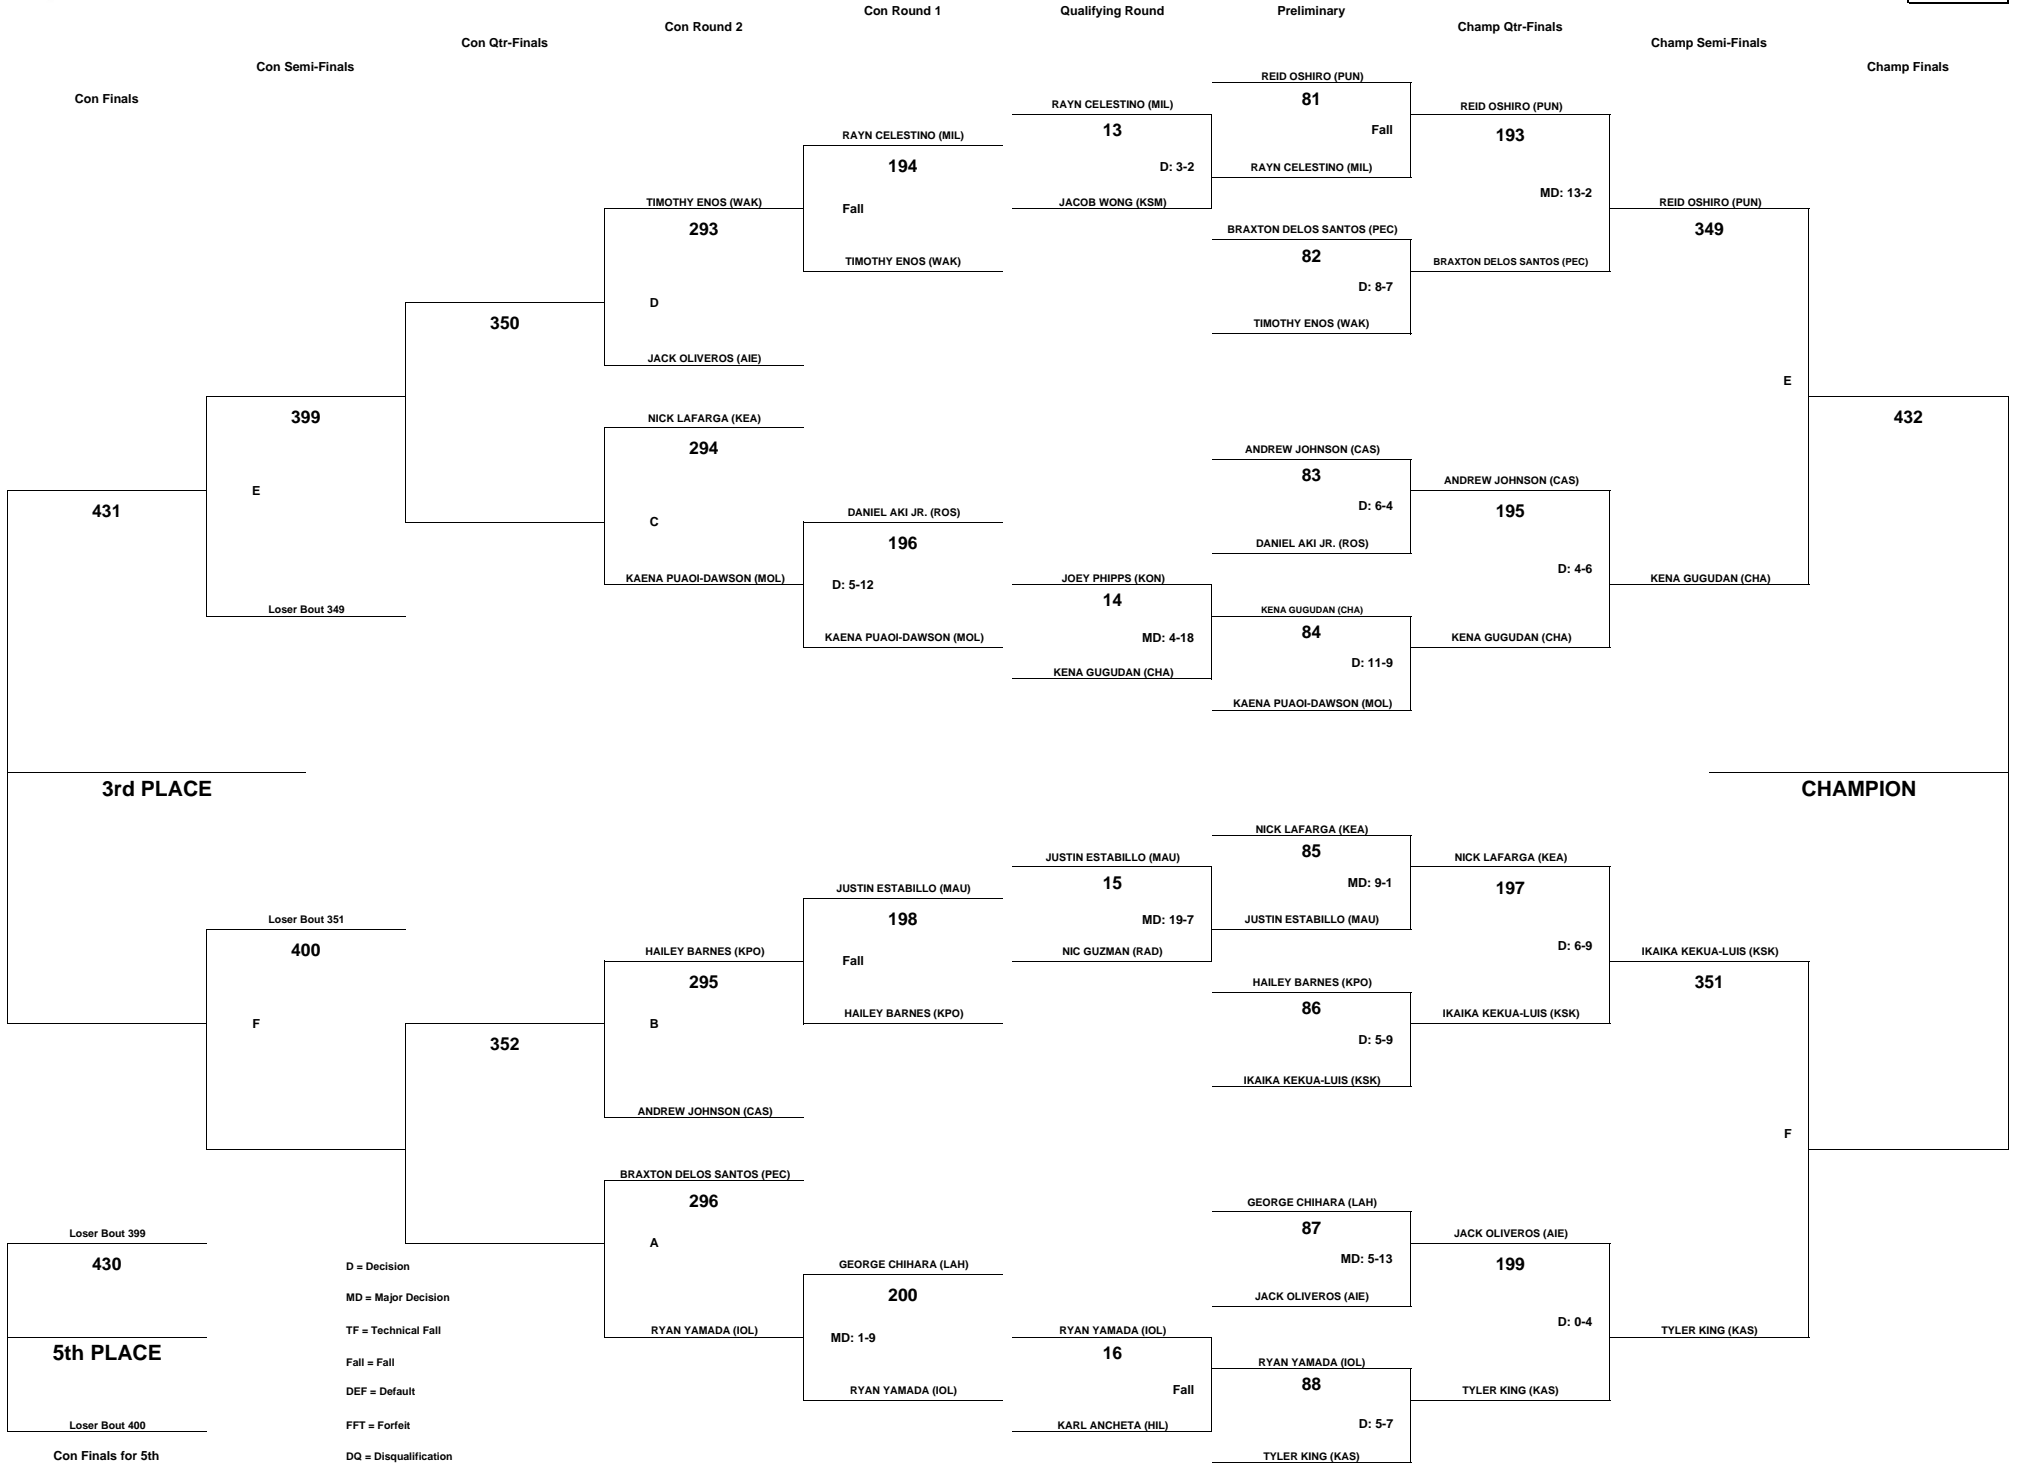 Con Round 1
Qualifying Round
Preliminary
Con Round 2
Champ Qtr-Finals
Con Qtr-Finals
Champ Semi-Finals
Con Semi-Finals
Champ Finals
Con Finals
REID OSHIRO (PUN)
81
Fall
RAYN CELESTINO (MIL)
BRAXTON DELOS SANTOS (PEC)
82
D: 8-7
TIMOTHY ENOS (WAK)
ANDREW JOHNSON (CAS)
83
D: 6-4
DANIEL AKI JR. (ROS)
KENA GUGUDAN (CHA)
84
D: 11-9
KAENA PUAOI-DAWSON (MOL)
RAYN CELESTINO (MIL)
13
D: 3-2
JACOB WONG (KSM)
JOEY PHIPPS (KON)
14
MD: 4-18
KENA GUGUDAN (CHA)
REID OSHIRO (PUN)
193
MD: 13-2
BRAXTON DELOS SANTOS (PEC)
ANDREW JOHNSON (CAS)
195
D: 4-6
KENA GUGUDAN (CHA)
REID OSHIRO (PUN)
349
E
KENA GUGUDAN (CHA)
432
RAYN CELESTINO (MIL)
194
Fall
TIMOTHY ENOS (WAK)
DANIEL AKI JR. (ROS)
196
D: 5-12
KAENA PUAOI-DAWSON (MOL)
TIMOTHY ENOS (WAK)
293
D
JACK OLIVEROS (AIE)
NICK LAFARGA (KEA)
294
C
KAENA PUAOI-DAWSON (MOL)
350
399
E
Loser Bout 349
431
3rd PLACE
CHAMPION
NICK LAFARGA (KEA)
85
MD: 9-1
JUSTIN ESTABILLO (MAU)
HAILEY BARNES (KPO)
86
D: 5-9
IKAIKA KEKUA-LUIS (KSK)
GEORGE CHIHARA (LAH)
87
MD: 5-13
JACK OLIVEROS (AIE)
RYAN YAMADA (IOL)
88
D: 5-7
TYLER KING (KAS)
JUSTIN ESTABILLO (MAU)
15
MD: 19-7
NIC GUZMAN (RAD)
RYAN YAMADA (IOL)
16
Fall
KARL ANCHETA (HIL)
NICK LAFARGA (KEA)
197
D: 6-9
IKAIKA KEKUA-LUIS (KSK)
JACK OLIVEROS (AIE)
199
D: 0-4
TYLER KING (KAS)
IKAIKA KEKUA-LUIS (KSK)
351
F
TYLER KING (KAS)
JUSTIN ESTABILLO (MAU)
198
Fall
HAILEY BARNES (KPO)
GEORGE CHIHARA (LAH)
200
MD: 1-9
RYAN YAMADA (IOL)
HAILEY BARNES (KPO)
295
B
ANDREW JOHNSON (CAS)
BRAXTON DELOS SANTOS (PEC)
296
A
RYAN YAMADA (IOL)
352
Loser Bout 351
400
F
Loser Bout 399
430
5th PLACE
Loser Bout 400
Con Finals for 5th
D = Decision
MD = Major Decision
TF = Technical Fall
Fall = Fall
DEF = Default
FFT = Forfeit
DQ = Disqualification